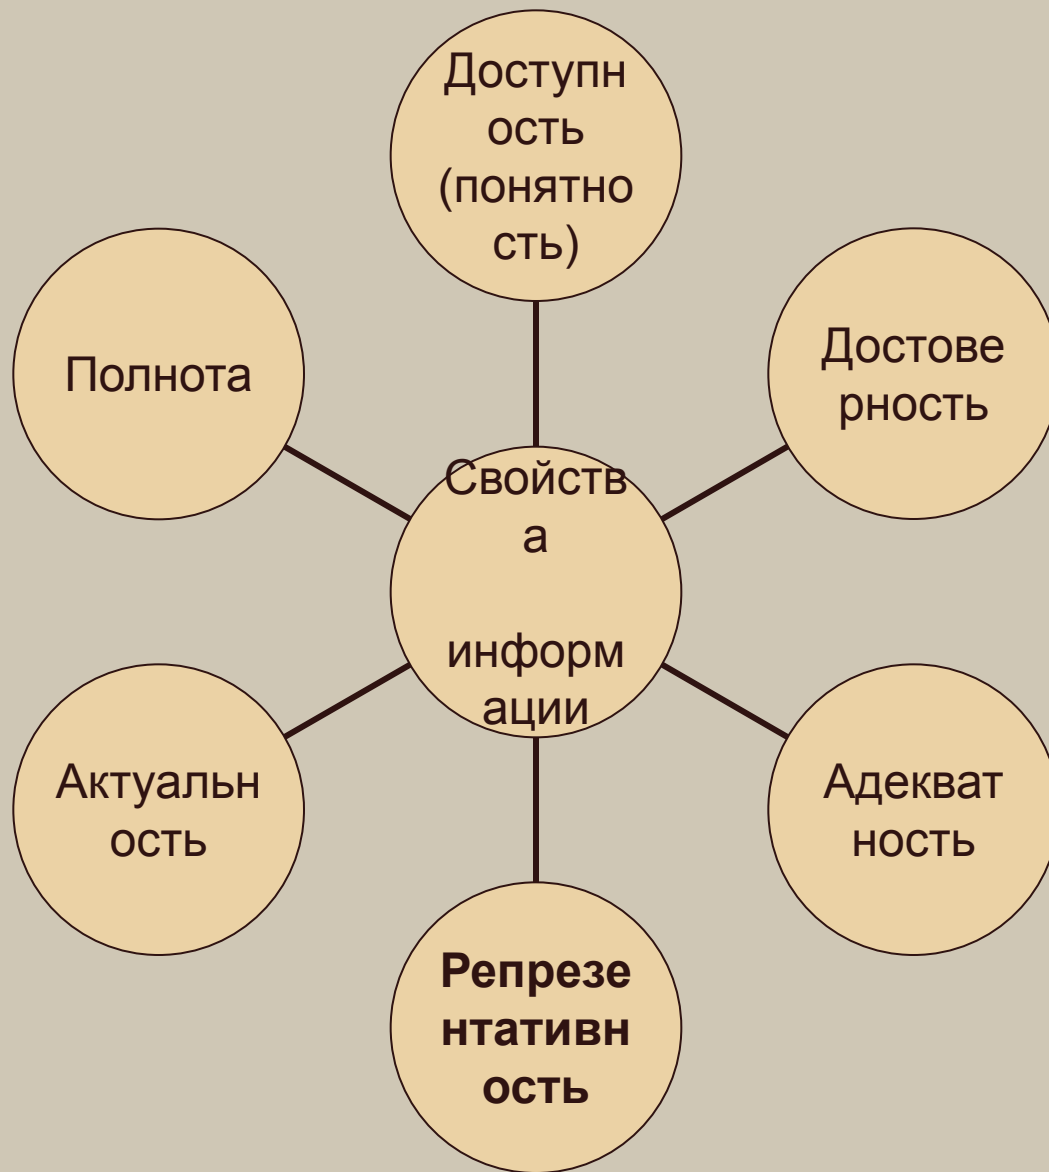 Доступн
ость
(понятно
сть)
Полнота
Достове
рность
Свойств
а
информ
ации
Актуальн
ость
Адекват
ность
Репрезе
нтативн
ость